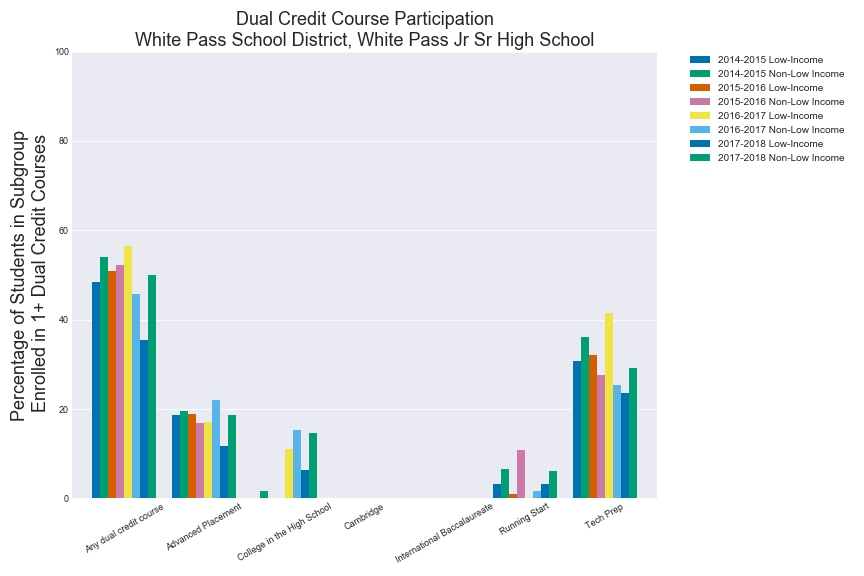 Dual Credit Course Participation
White Pass School District, White Pass Jr Sr High School
Percentage of Students in Subgroup
Enrolled in 1+ Dual Credit Courses
100
80
60
40
20
0
Any dual credit course
Advanced Placement
College in the High School
Cambridge
International Baccalaureate
Running Start
Tech Prep
2014-2015 Low-Income
2014-2015 Non-Low Income
2015-2016 Low-Income
2015-2016 Non-Low Income
2016-2017 Low-Income
2016-2017 Non-Low Income
2017-2018 Low-Income
2017-2018 Non-Low Income